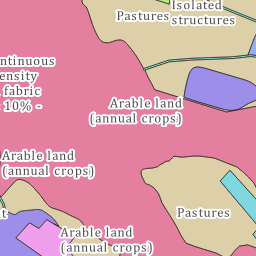 Isolated
structures
Pastures
ntinuous
ensity
fabric
10% -
Arable land
(annual crops)
Arable land
(annual crops)
Pastures
t
Arable land
(annual crops)